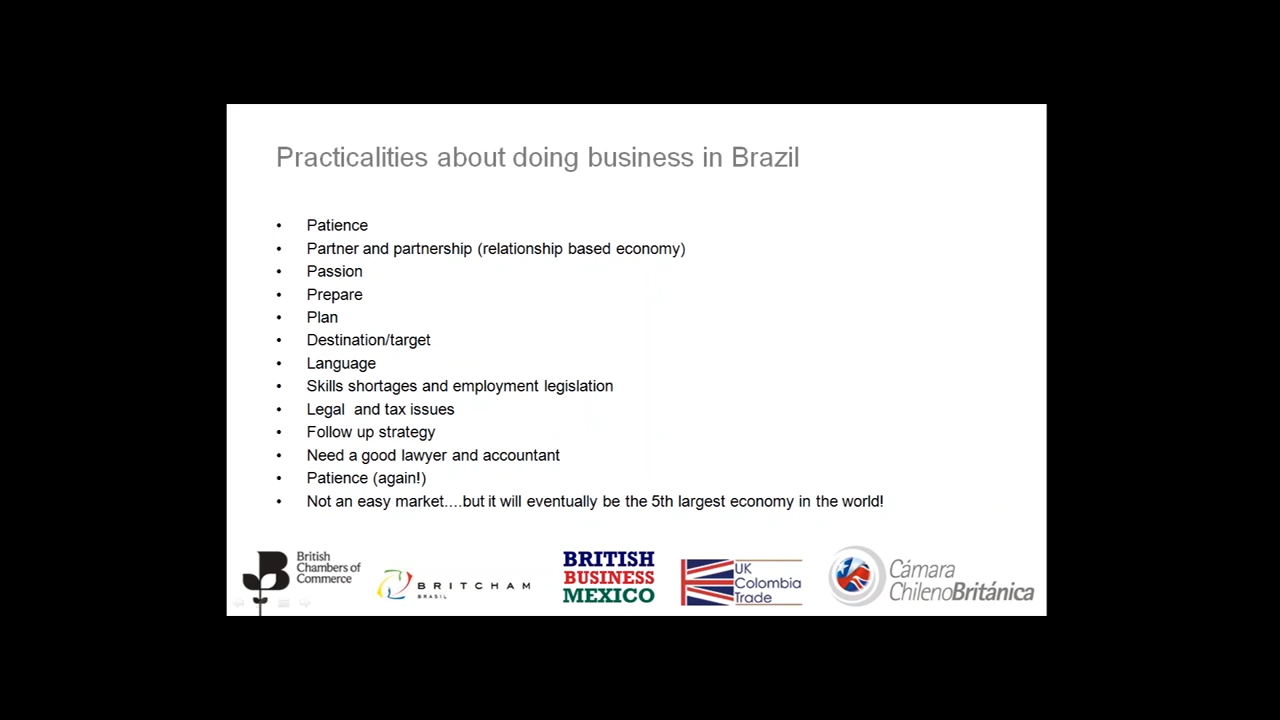 Practicalities about doing business in Brazil
• Patience
• Partner and partnership (relationship based economy)
• Passion
• Prepare
• Plan
• Destination/target
• Language
• Skills shortages and employment legislation
• Legal  and tax issues
• Follow up strategy
• Need a good lawyer and accountant
• Patience (again!)
• Not an easy market....but it will eventually be the 5th largest economy in the world!
British
Chambers of
Commerce
BRITCHAM
BRASIL
BRITISH
BUSINESS
MEXICO
UK
Colombia
Trade
Cámara
ChilenoBritánica